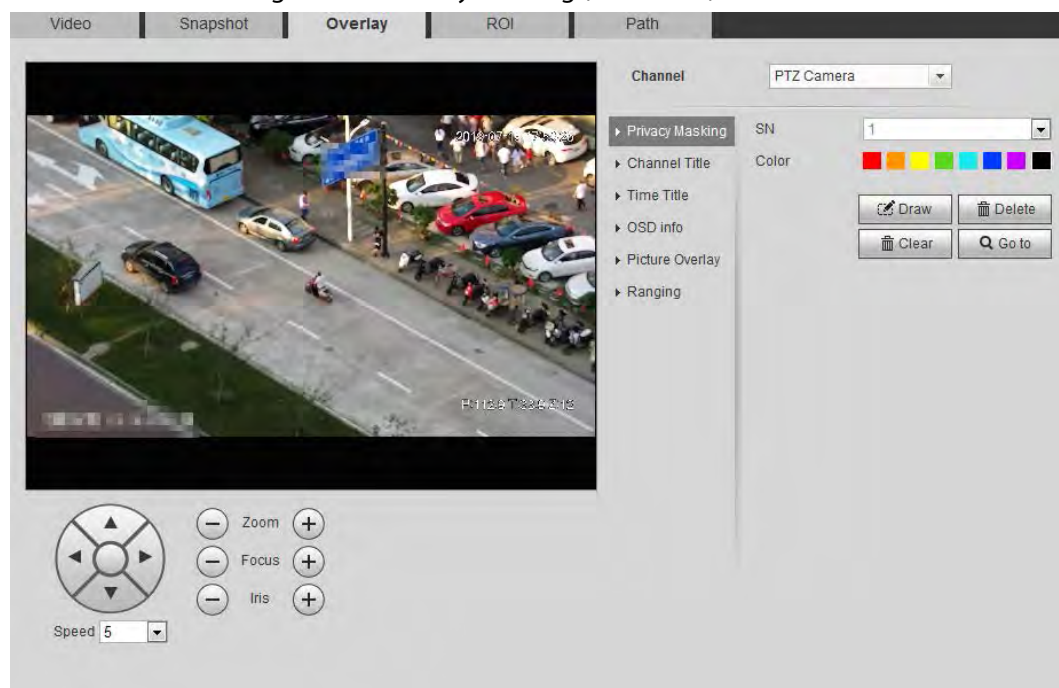 Video Snapshot Overlay ROI Path
Channel PTZ Camera
Privacy Masking
Channel Title
Time Title
OSD info
Picture Overlay
Ranging
SN 1
Color
Draw Delete
Clear Go to
Zoom
Focus
Iris
Speed 5